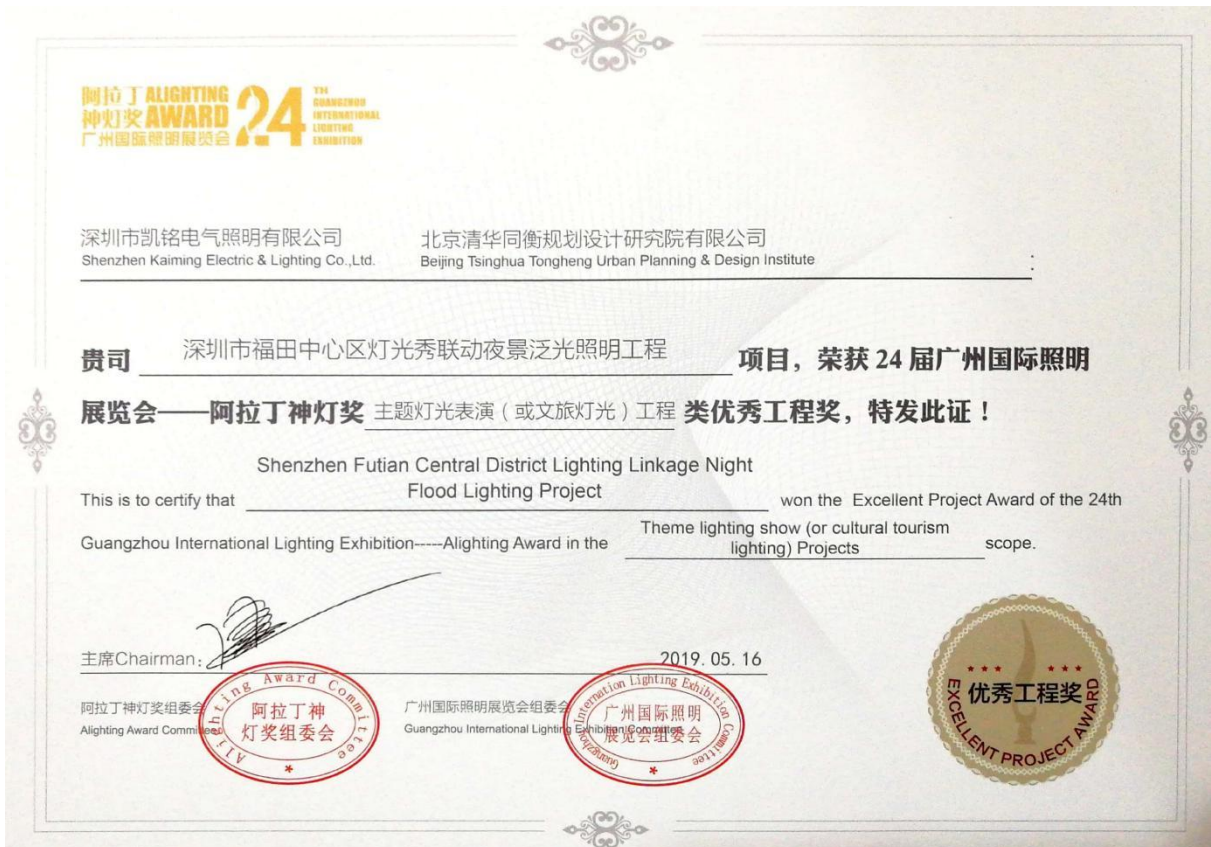 阿拉丁 ALIGHTING
神灯奖 AWARD
广州国际照明展览会
24
TH
GUANGZHOU
INTERNATIONAL
LIGHTING
EXHIBITION
深圳市凯铭电气照明有限公司 北京清华同衡规划设计研究院有限公司
Shenzhen Kaiming Electric & Lighting Co.,Ltd. Beijing Tsinghua Tongheng Urban Planning & Design Institute :
贵司 深圳市福田中心区灯光秀联动夜景泛光照明工程 项目，荣获 24 届广州国际照明
展览会——阿拉丁神灯奖 主题灯光表演（或文旅灯光）工程 类优秀工程奖，特发此证！
Shenzhen Futian Central District Lighting Linkage Night
This is to certify that Flood Lighting Project won the Excellent Project Award of the 24th
Theme lighting show (or cultural tourism
Guangzhou International Lighting Exhibition-----Alighting Award in the lighting) Projects scope.
主席Chairman: 2019.05.16
阿拉丁神灯奖组委会 广州国际照明展览会组委会
Alighting Award Committee Guangzhou International Lighting Exhibition Committee
Alighting Award Committee
阿拉丁神
灯奖组委会
Guangzhou Internation Lighting Exhibition Committee
广州国际照明
展览会组委会
优秀工程奖
EXCELLENT PROJECT AWARD